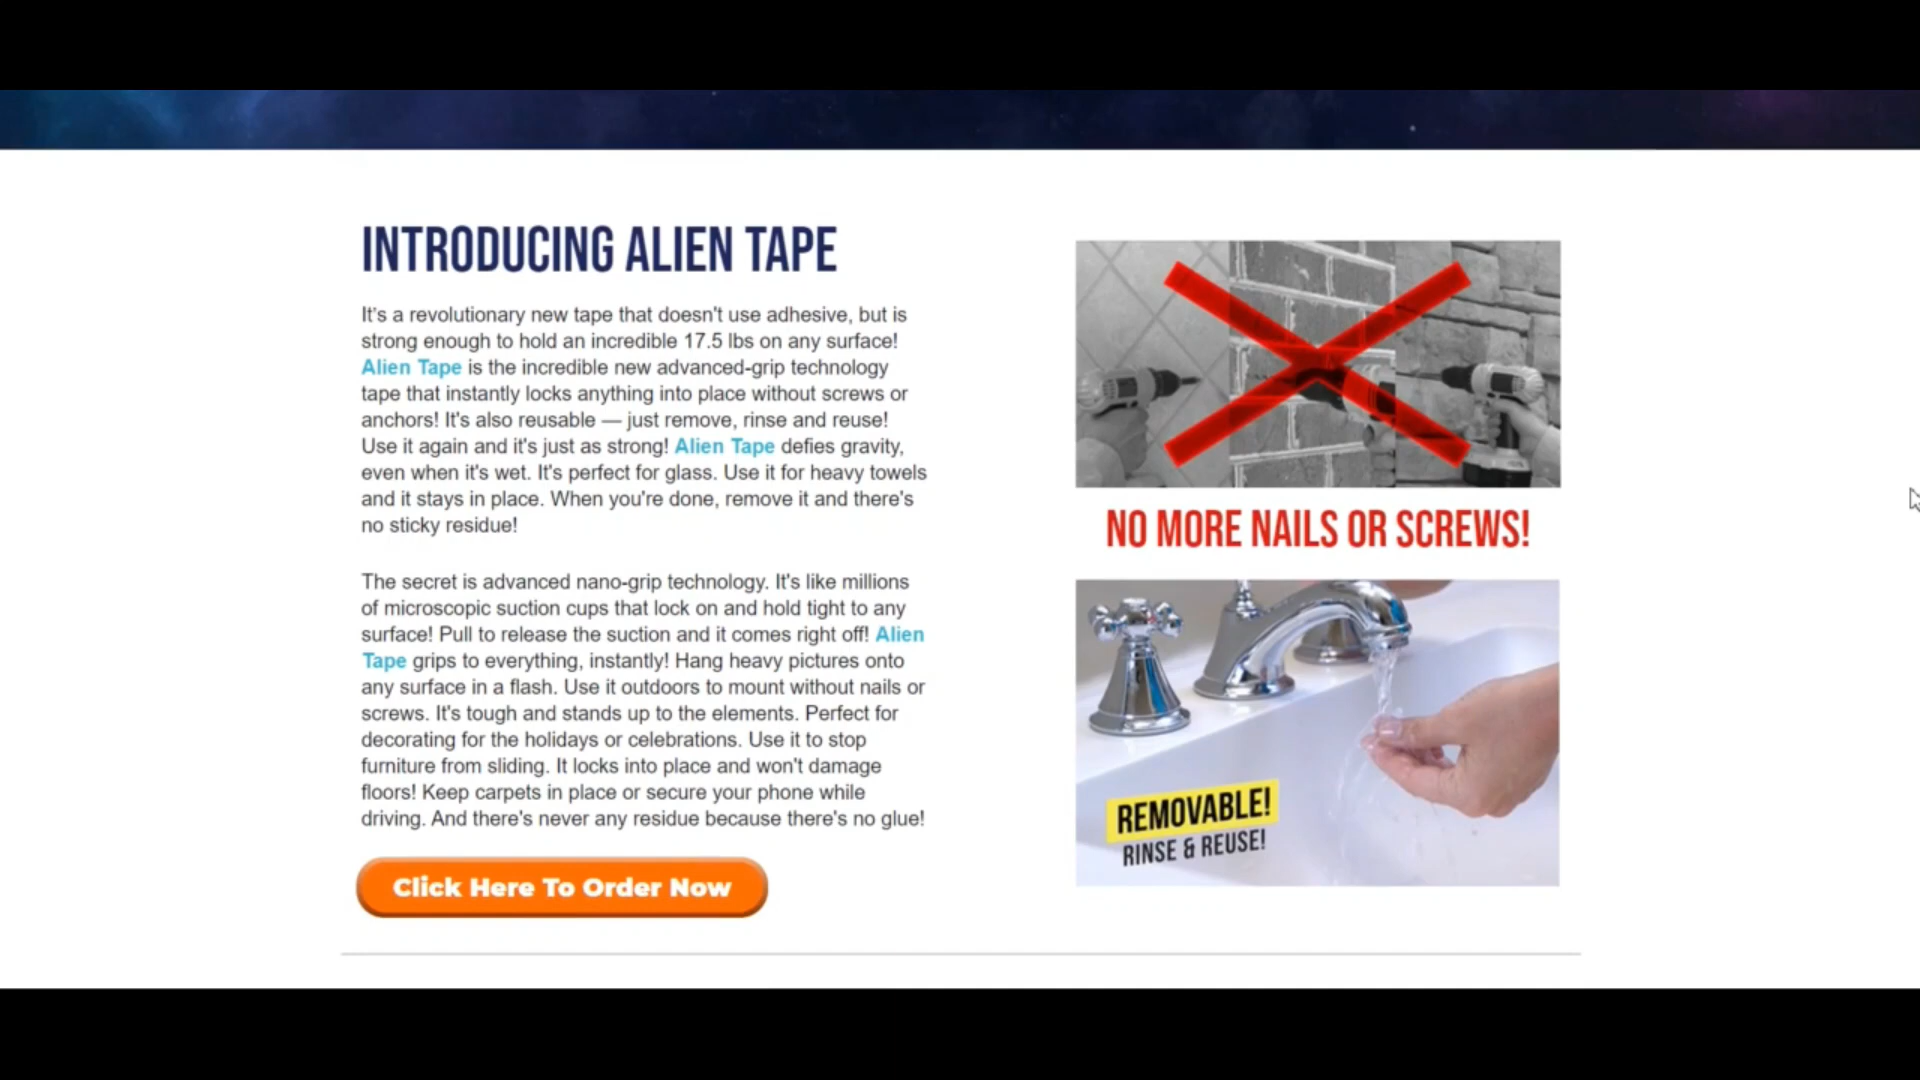 INTRODUCING ALIEN TAPE
It's a revolutionary new tape that doesn't use adhesive, but is
strong enough to hold an incredible 17.5 lbs on any surface!
Alien Tape is the incredible new advanced-grip technology
tape that instantly locks anything into place without screws or
anchors! It's also reusable — just remove, rinse and reuse!
Use it again and it's just as strong! Alien Tape defies gravity,
even when it's wet. It's perfect for glass. Use it for heavy towels
and it stays in place. When you're done, remove it and there's
no sticky residue!
The secret is advanced nano-grip technology. It's like millions
of microscopic suction cups that lock on and hold tight to any
surface! Pull to release the suction and it comes right off! Alien
Tape grips to everything, instantly! Hang heavy pictures onto
any surface in a flash. Use it outdoors to mount without nails or
screws. It's tough and stands up to the elements. Perfect for
decorating for the holidays or celebrations. Use it to stop
furniture from sliding. It locks into place and won't damage
floors! Keep carpets in place or secure your phone while
driving. And there's never any residue because there's no glue!
Click Here To Order Now
NO MORE NAILS OR SCREWS!
REMOVABLE!
RINSE & REUSE!